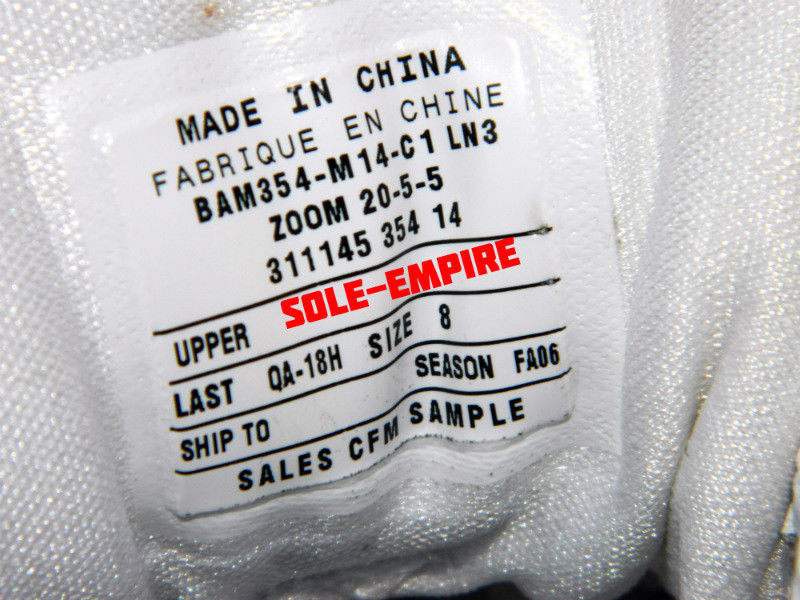 MADE IN CHINA
FABRIQUE EN CHINE
BAM354-M14-C1 LN3
ZOOM 20-5-5
311145 354 14
UPPER SOLE-EMPIRE
LAST QA-18H SIZE 8
SHIP TO SEASON FA06
SALES CFM SAMPLE